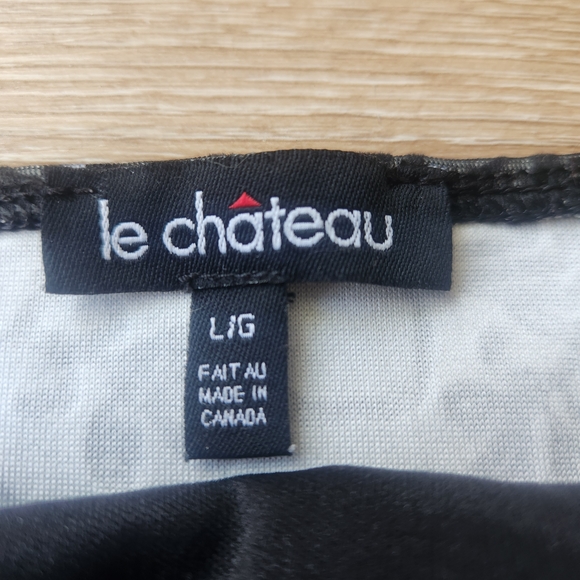 le château
L/G
FAIT AU
MADE IN
CANADA